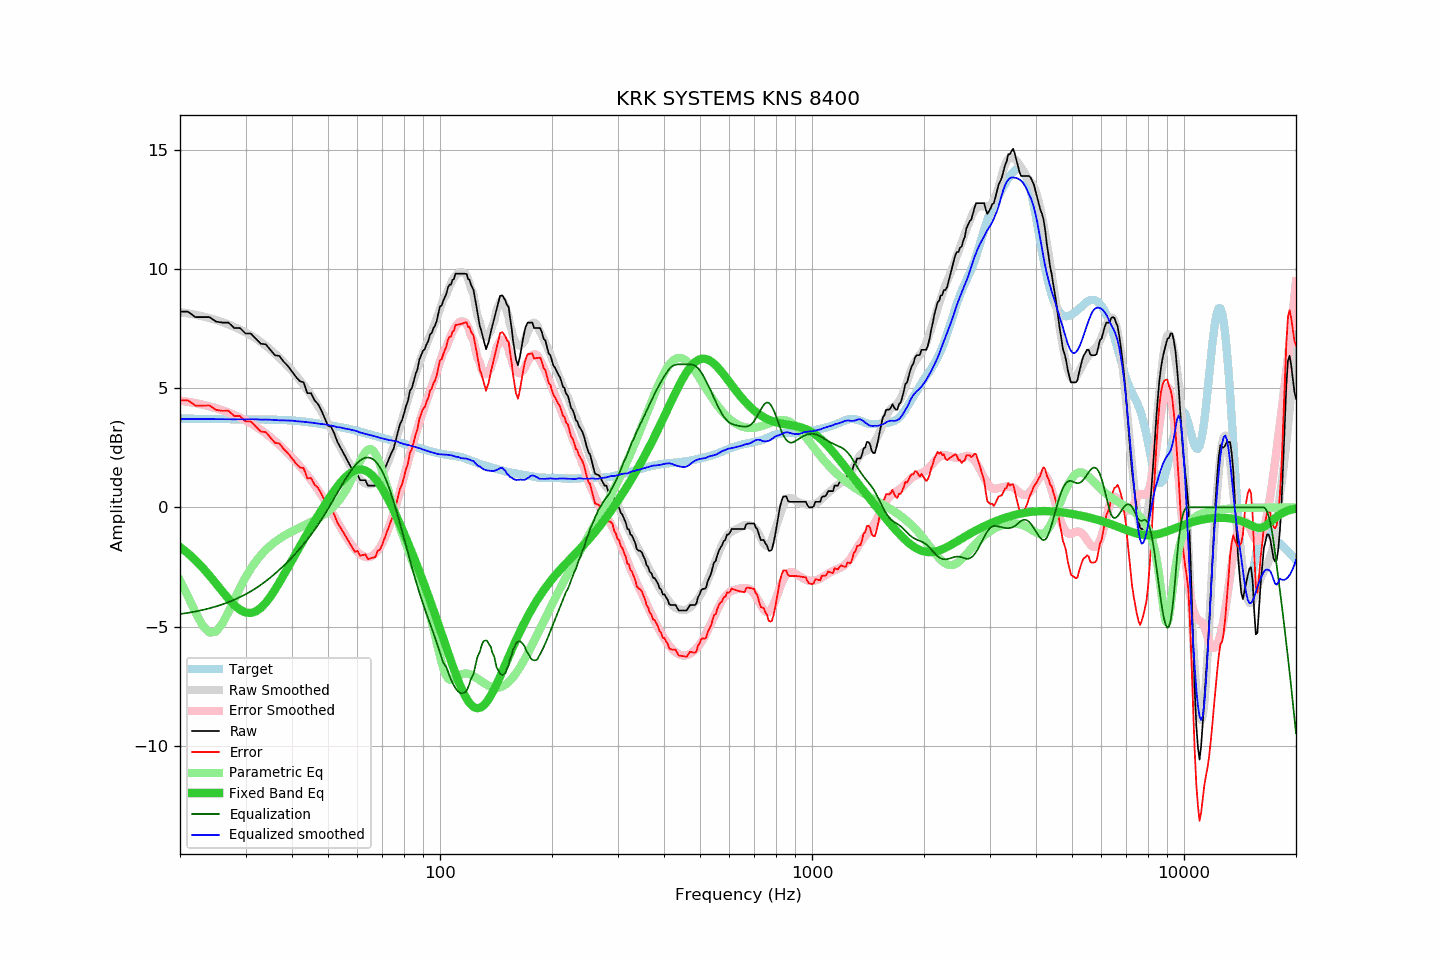 KRK SYSTEMS KNS 8400
15
10
5
0
−5
−10
Amplitude (dBr)
Target
Raw Smoothed
Error Smoothed
Raw
Error
Parametric Eq
Fixed Band Eq
Equalization
Equalized smoothed
100 1000 10000
Frequency (Hz)